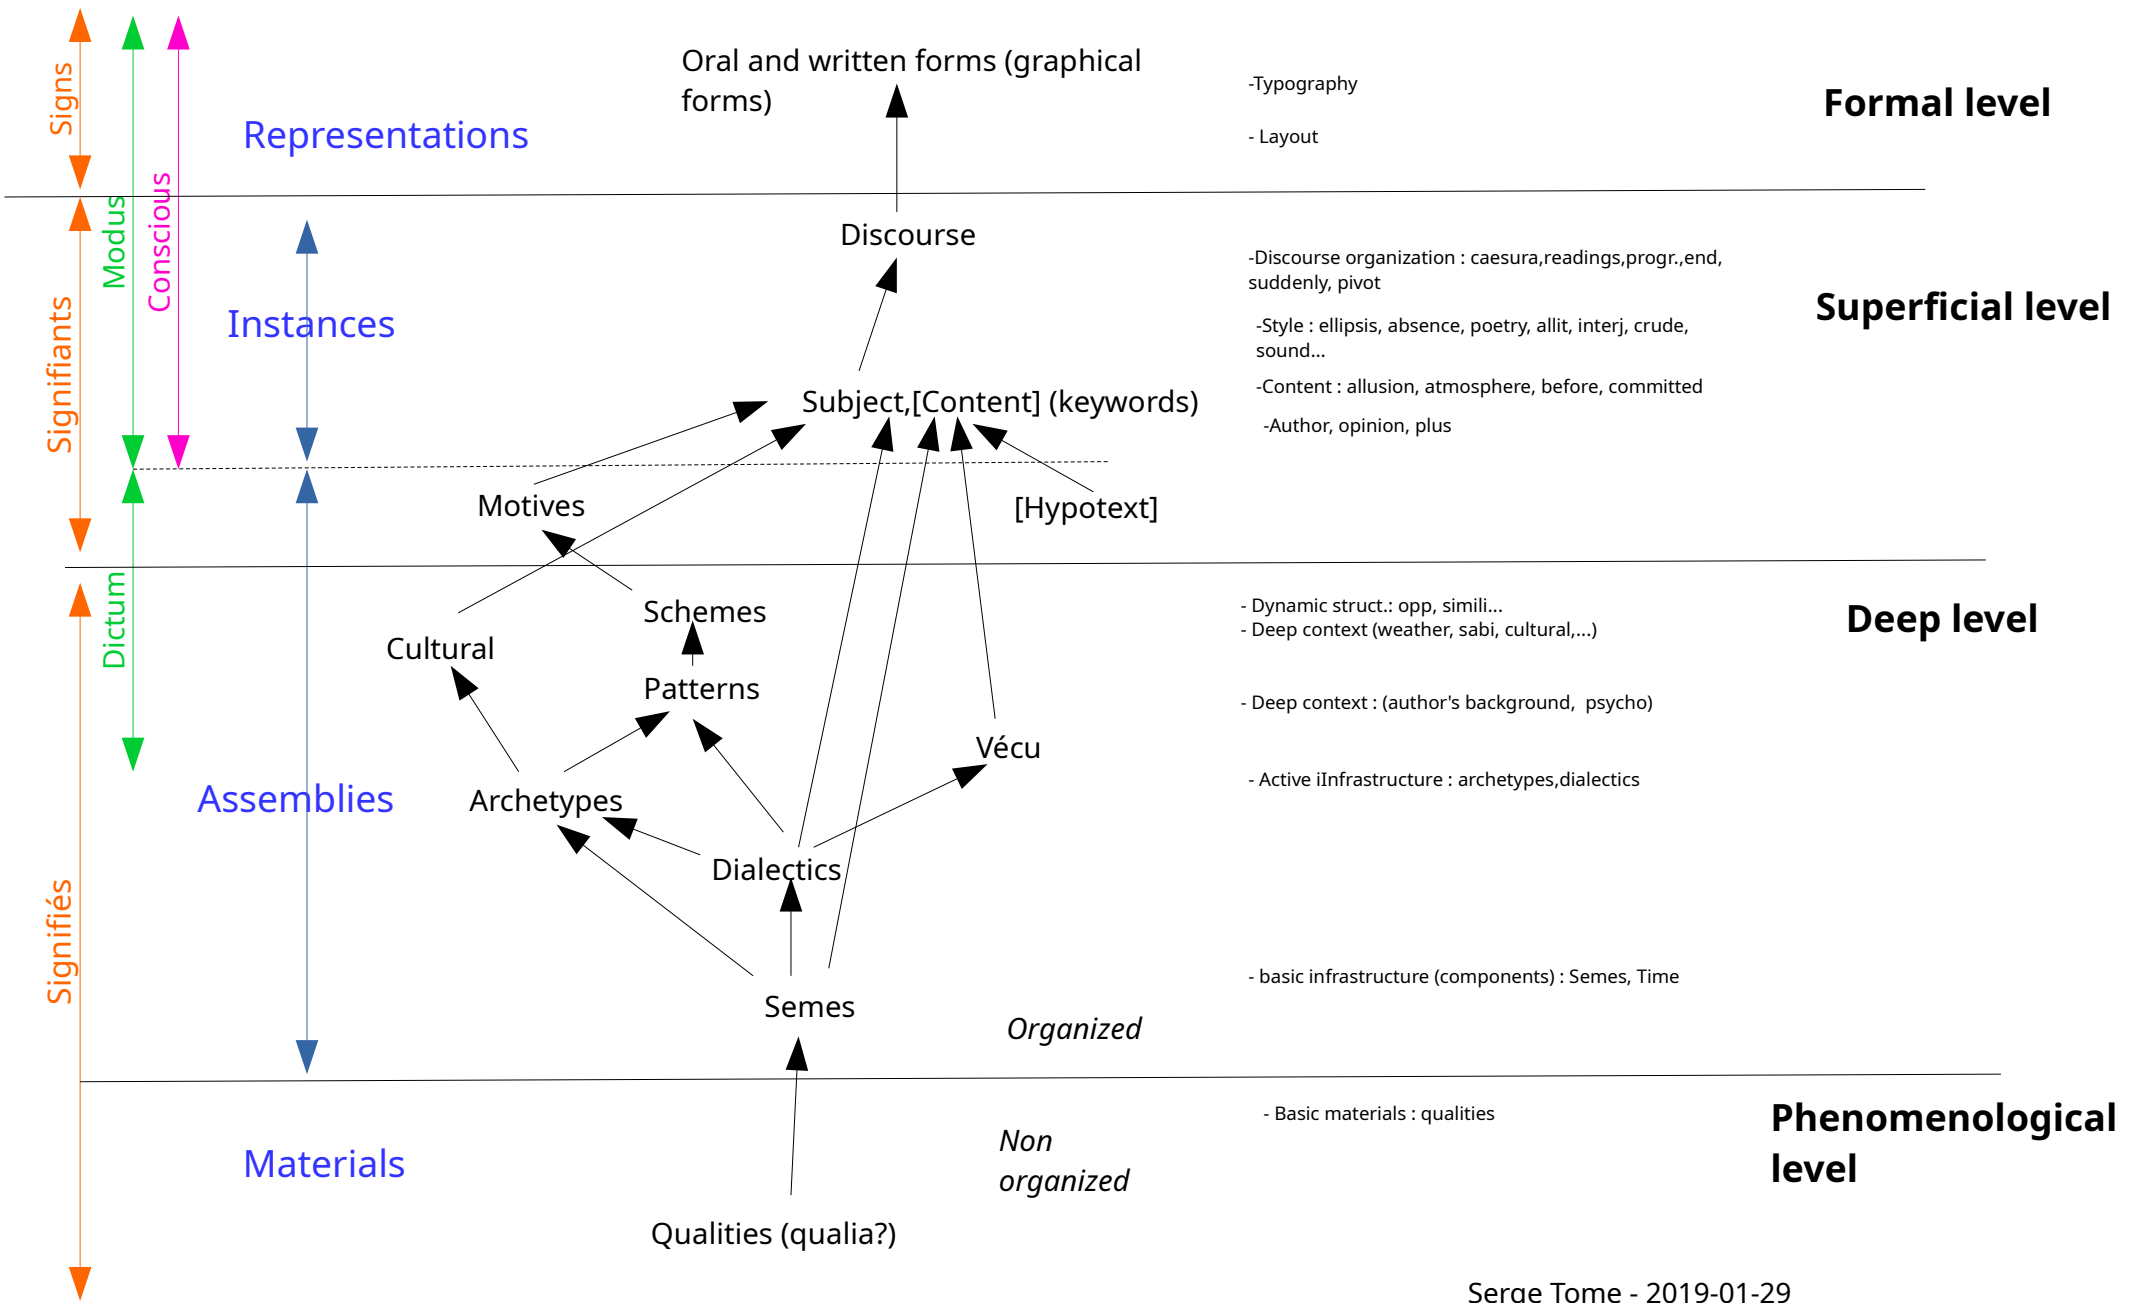 Oral and written forms (graphical
forms)
-Typography
- Layout
Formal level
Signs
Representations
Modus
Conscious
Discourse
-Discourse organization : caesura,readings,progr.,end,
suddenly, pivot
Superficial level
Signifiants
Instances
-Style : ellipsis, absence, poetry, allit, interj, crude,
sound...
Subject,[Content] (keywords)
-Content : allusion, atmosphere, before, committed
-Author, opinion, plus
Motives
[Hypotext]
Dictum
Schemes
- Dynamic struct.: opp, simili...
- Deep context (weather, sabi, cultural,...)
Deep level
Cultural
Patterns
- Deep context : (author's background,  psycho)
Vécu
Assemblies
Archetypes
- Active iInfrastructure : archetypes,dialectics
Dialectics
Signifiés
Semes
- basic infrastructure (components) : Semes, Time
Organized
- Basic materials : qualities
Phenomenological
level
Materials
Non
organized
Qualities (qualia?)
Serge Tome - 2019-01-29